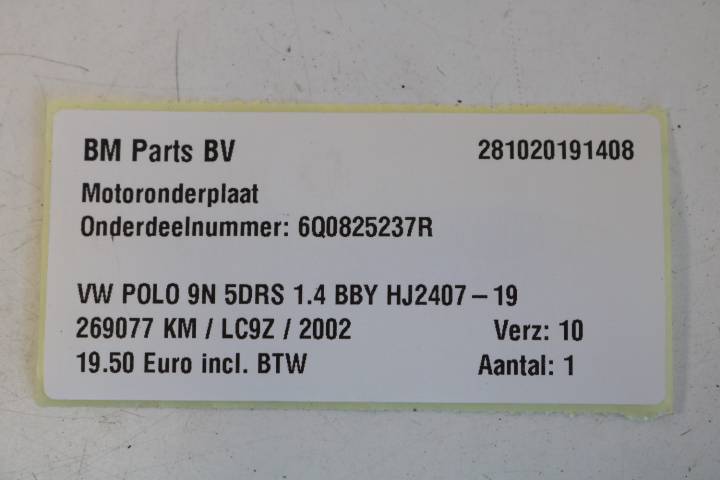 BM Parts BV 281020191408
Motoronderplaat
Onderdeelnummer: 6Q0825237R
VW POLO 9N 5DRS 1.4 BBY HJ2407-19
269077 KM / LC9Z / 2002 Verz: 10
19.50 Euro incl. BTW Aantal: 1